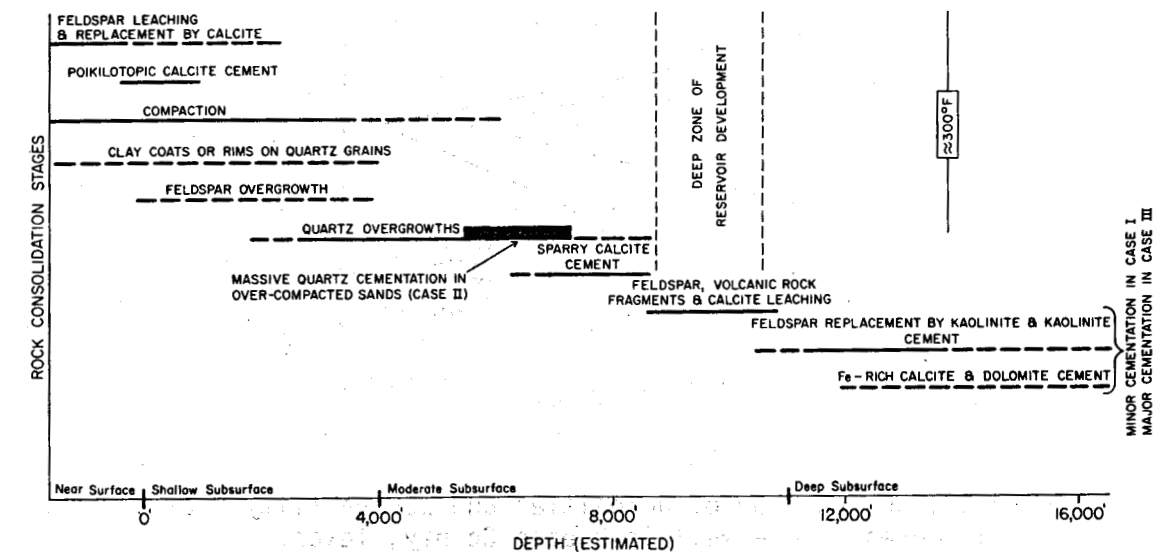 FELDSPAR LEACHING
& REPLACEMENT BY CALCITE
POIKILOTOPIC CALCITE CEMENT
COMPACTION
CLAY COATS OR RIMS ON QUARTZ GRAINS
FELDSPAR OVERGROWTH
QUARTZ OVERGROWTHS
SPARRY CALCITE
CEMENT
MASSIVE QUARTZ CEMENTATION IN
OVER-COMPACTED SANDS (CASE II)
FELDSPAR, VOLCANIC ROCK
FRAGMENTS & CALCITE LEACHING
FELDSPAR REPLACEMENT BY KAOLINITE & KAOLINITE
CEMENT
Fe-RICH CALCITE & DOLOMITE CEMENT
DEEP ZONE OF
RESERVOIR DEVELOPMENT
≈300°F
MINOR CEMENTATION IN CASE I
MAJOR CEMENTATION IN CASE III
ROCK CONSOLIDATION STAGES
Near Surface
Shallow Subsurface
Moderate Subsurface
Deep Subsurface
0'
4,000'
8,000'
12,000'
16,000'
DEPTH (ESTIMATED)